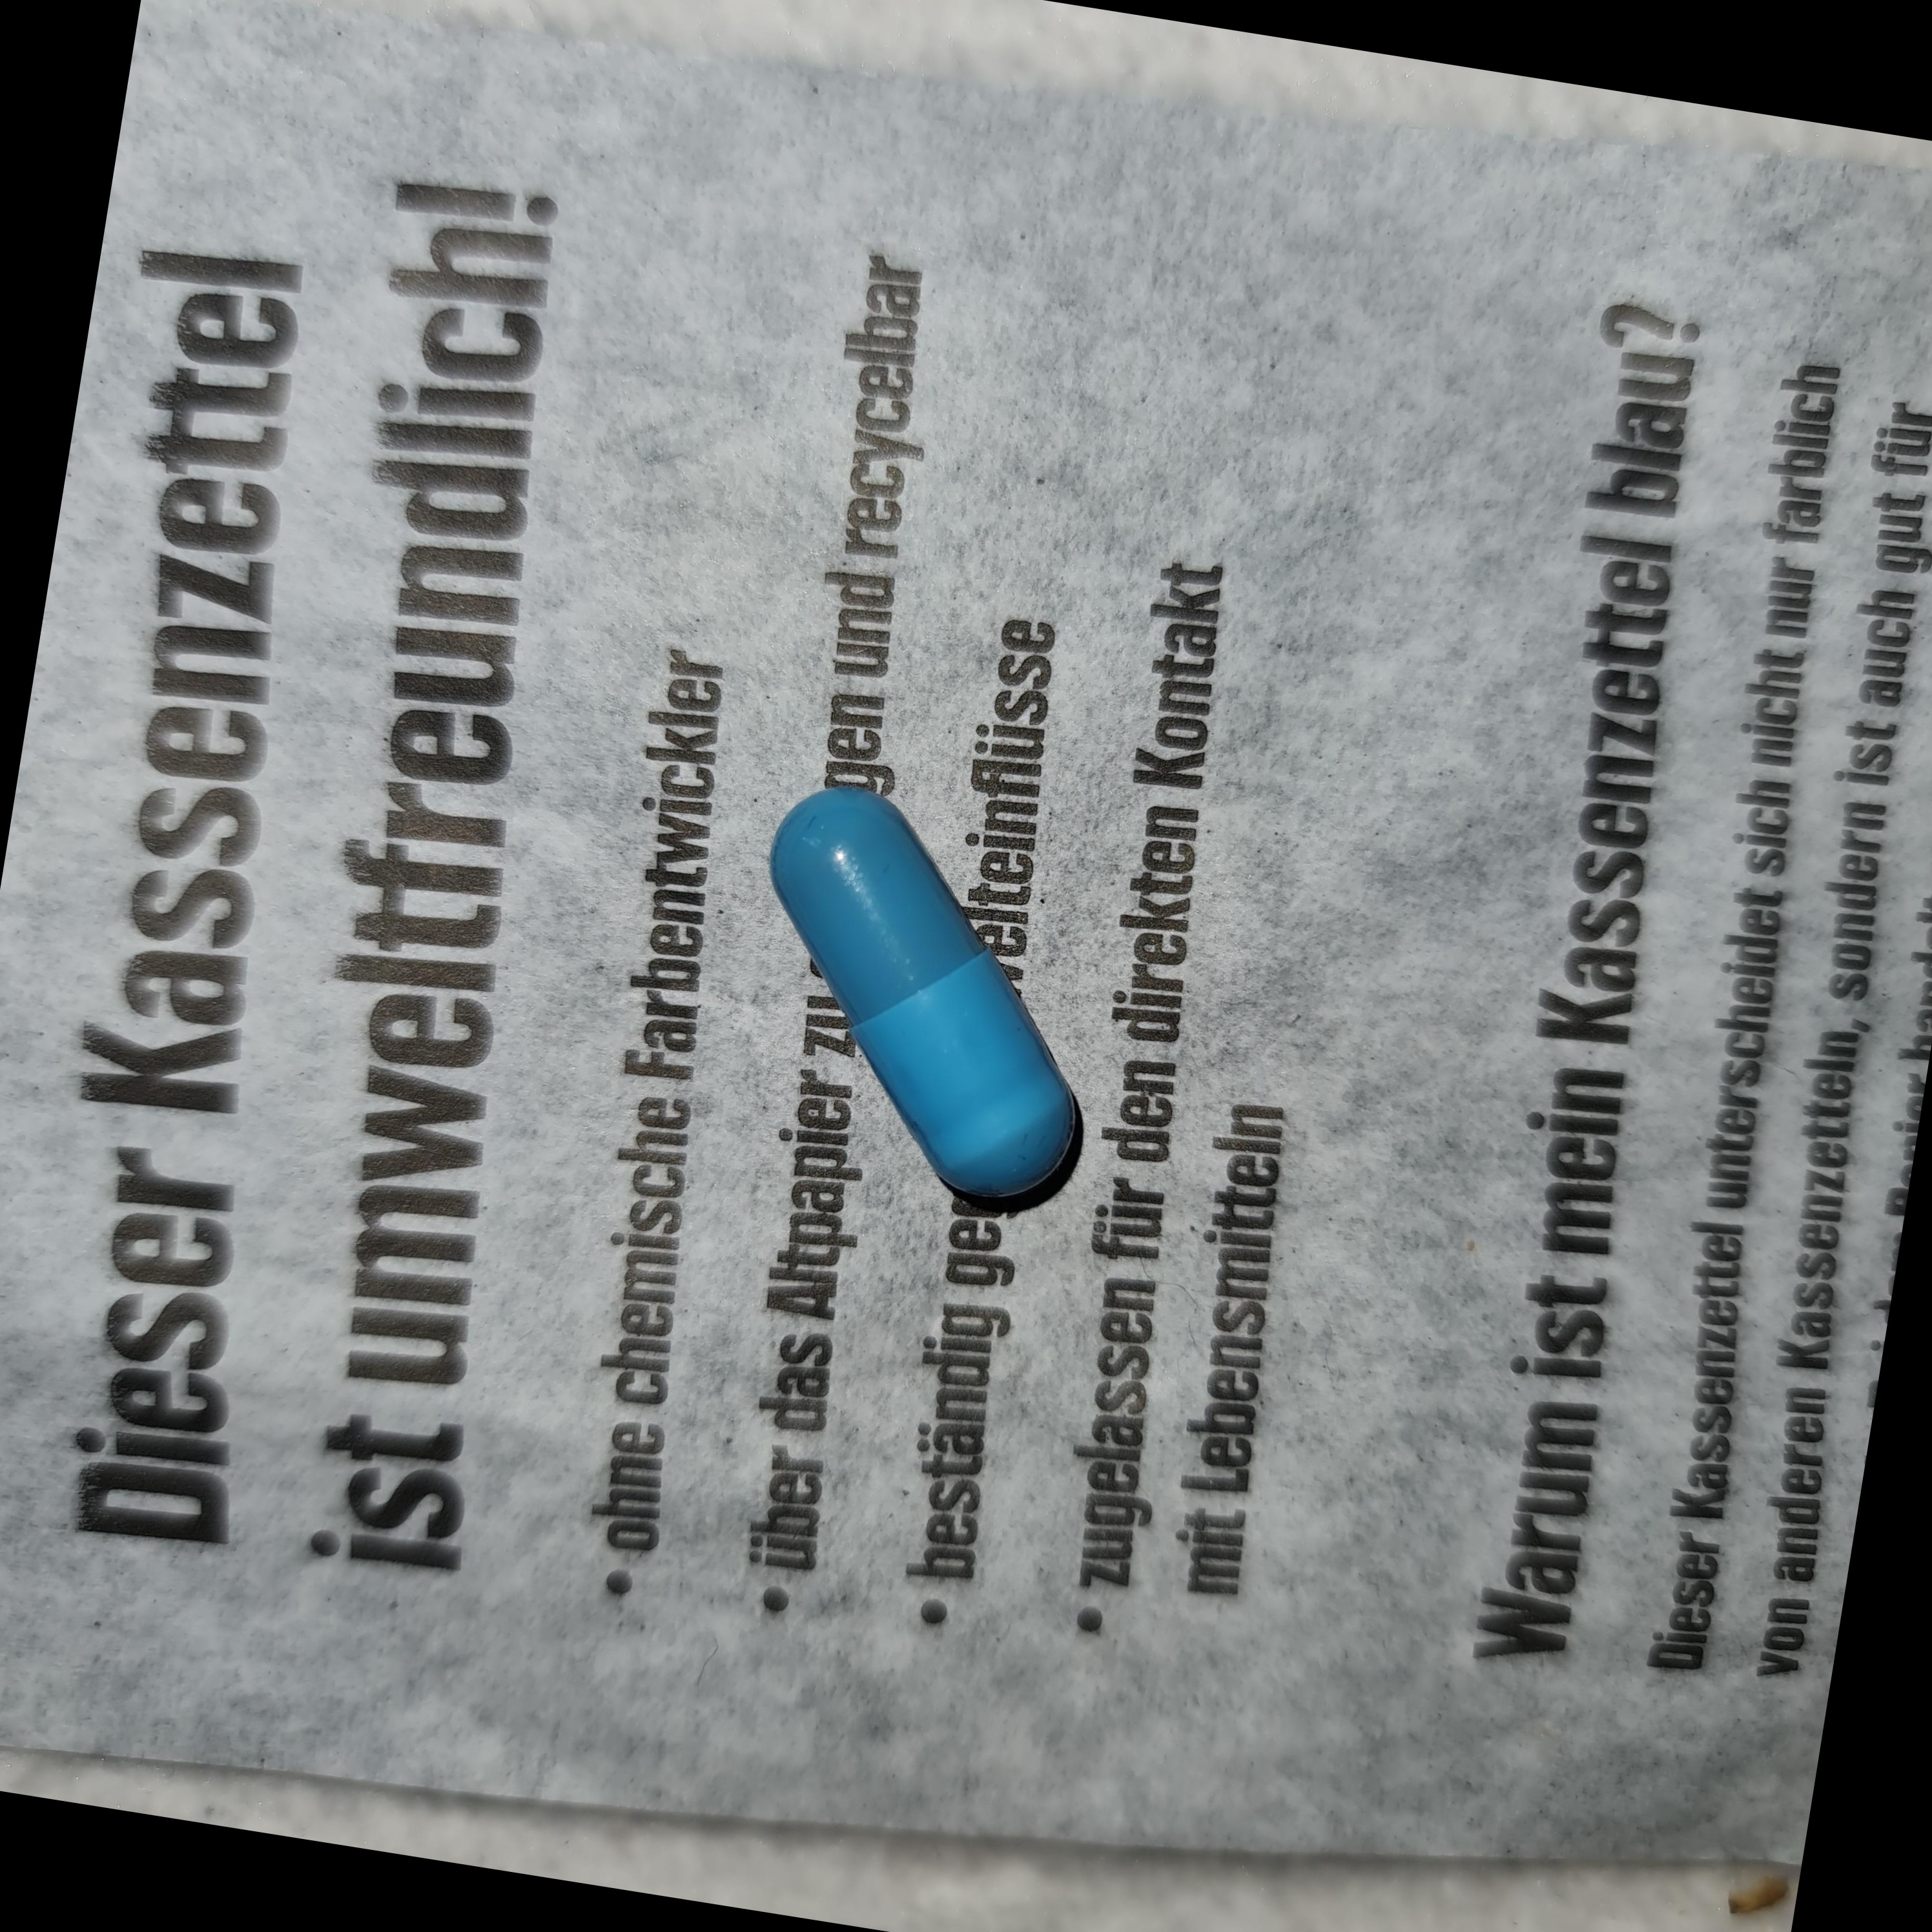 Dieser Kassenzettel
ist umweltfreundlich!
• ohne chemische Farbentwickler
• über das Altpapier zu gen und recycelbar
• beständig ge elteinflüsse
• zugelassen für den direkten Kontakt
mit Lebensmitteln
Warum ist mein Kassenzettel blau?
Dieser Kassenzettel unterscheidet sich nicht nur farblich
von anderen Kassenzetteln, sondern ist auch gut für